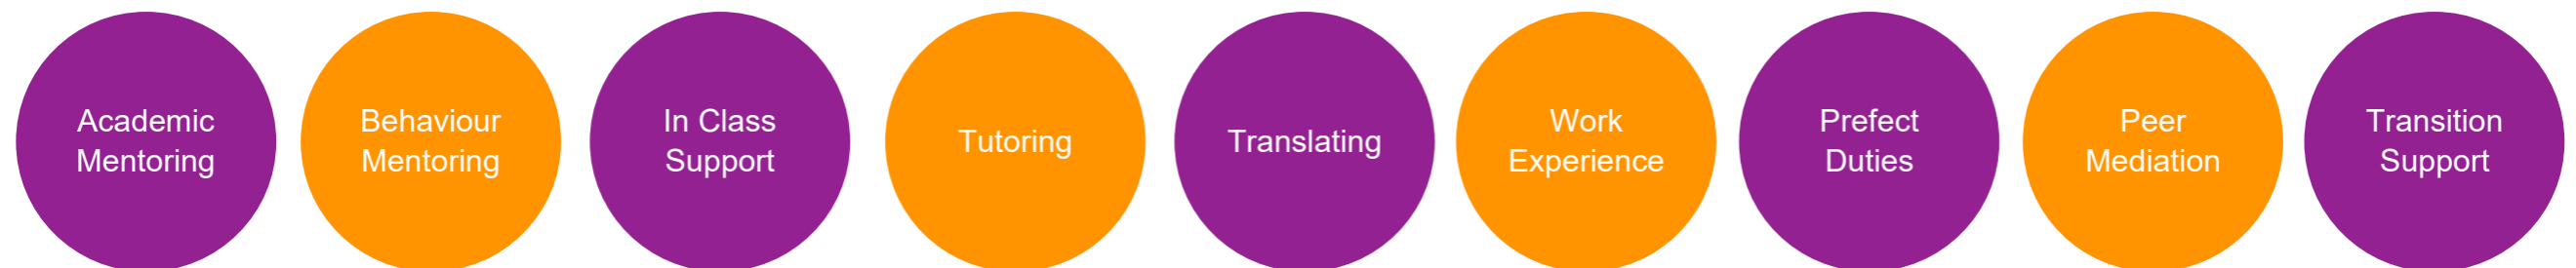 Academic
Mentoring
Behaviour
Mentoring
In Class
Support
Tutoring
Translating
Work
Experience
Prefect
Duties
Peer
Mediation
Transition
Support